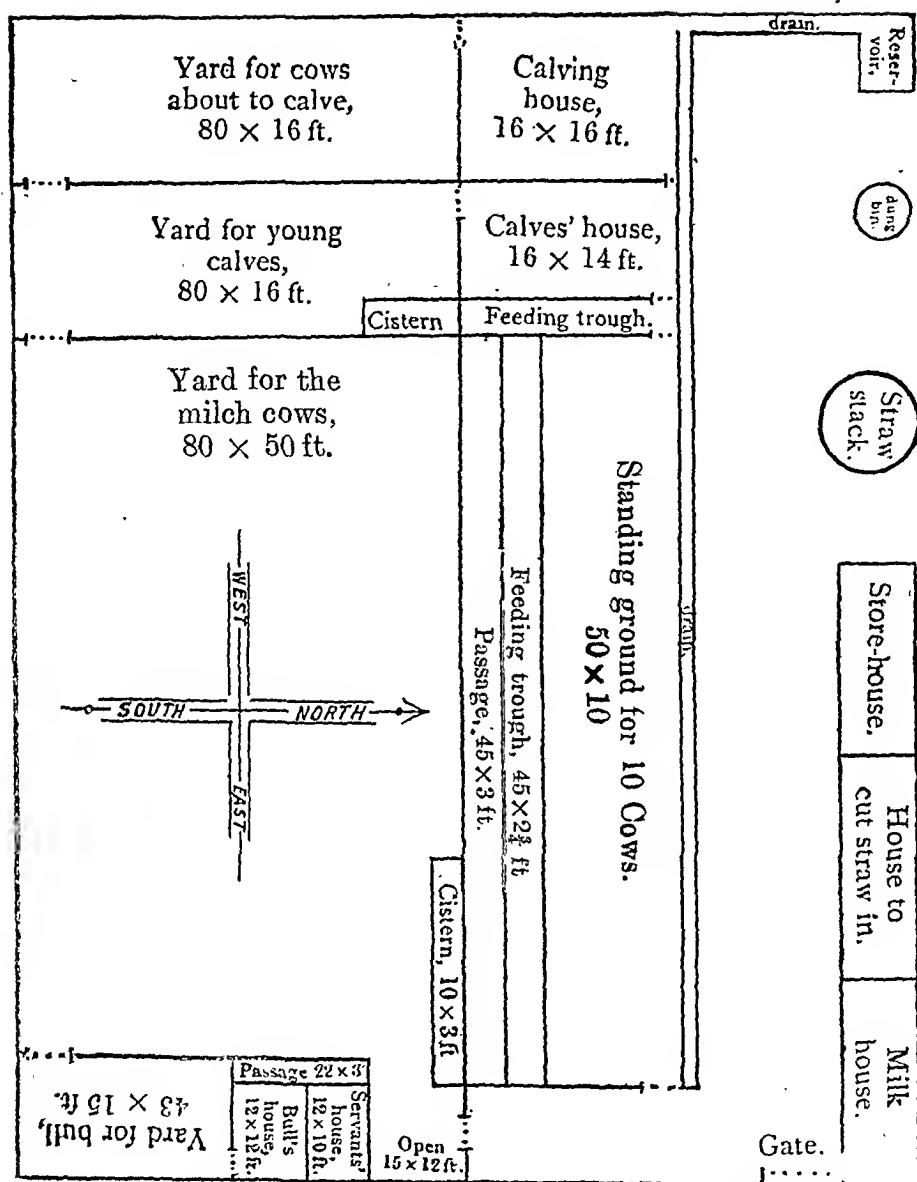 drain.
Reser-
voir,
Yard for cows
about to calve,
80 × 16 ft.
Calving
house,
16 × 16 ft.
dung
bin.
Yard for young
calves,
80 × 16 ft.
Calves' house,
16 × 14 ft.
Cistern
Feeding trough.
Yard for the
milch cows,
80 × 50 ft.
Straw
stack.
Standing ground for 10 Cows.
50 × 10
Feeding trough, 45 × 2¾ ft
Passage, 45 × 3 ft.
drain.
WEST
SOUTH
NORTH
EAST
Store-house.
House to
cut straw in.
Cistern, 10 × 3 ft
Milk
house.
Passage 22 × 3
Yard for bull,
43 × 15 ft.
Servants'
house,
12 × 10 ft.
Bull's
house,
12 × 12 ft.
Open
15 × 12 ft.
Gate.